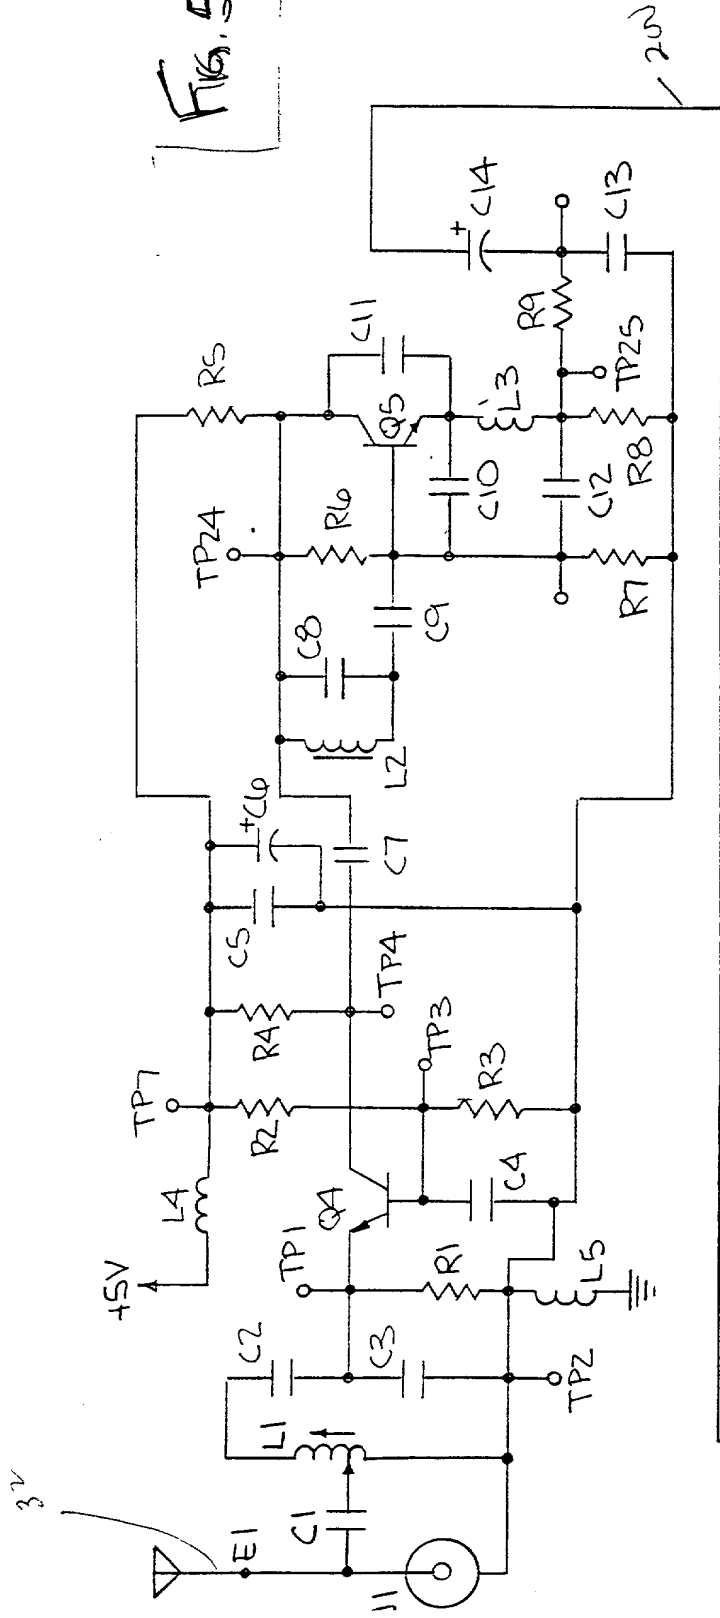 FIG. 5
20
32
+5V
L4
TP7
R2
R4
C5
+
C6
TP24
R5
L1
C2
TP1
Q4
C7
L2
C8
R6
Q5
C11
E1
C1
C3
R1
C4
TP3
R3
TP4
C9
C10
L3
R9
+
C14
J1
TP2
L5
R7
C12
R8
TP25
C13